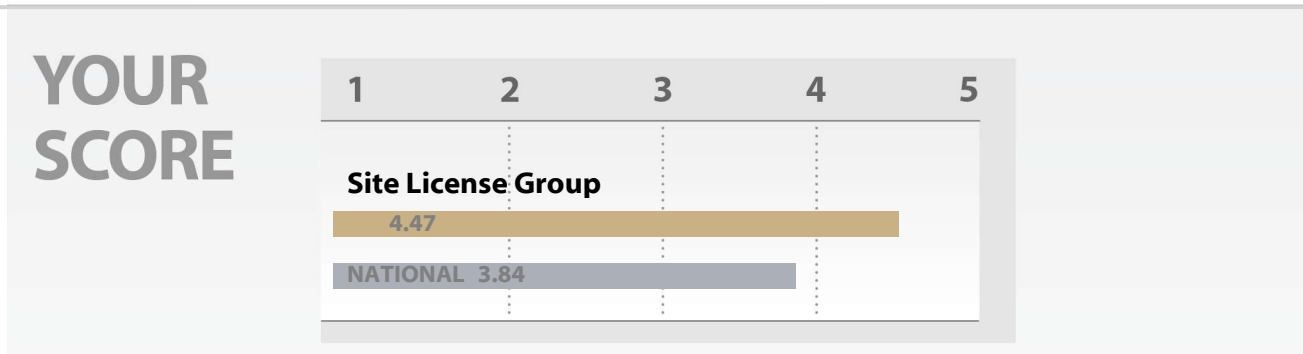 YOUR
SCORE
1 2 3 4 5
Site License Group
4.47
NATIONAL 3.84